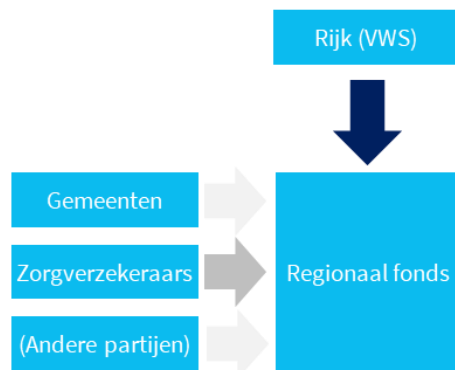 Rijk (VWS)
Gemeenten
Zorgverzekeraars
Regionaal fonds
(Andere partijen)